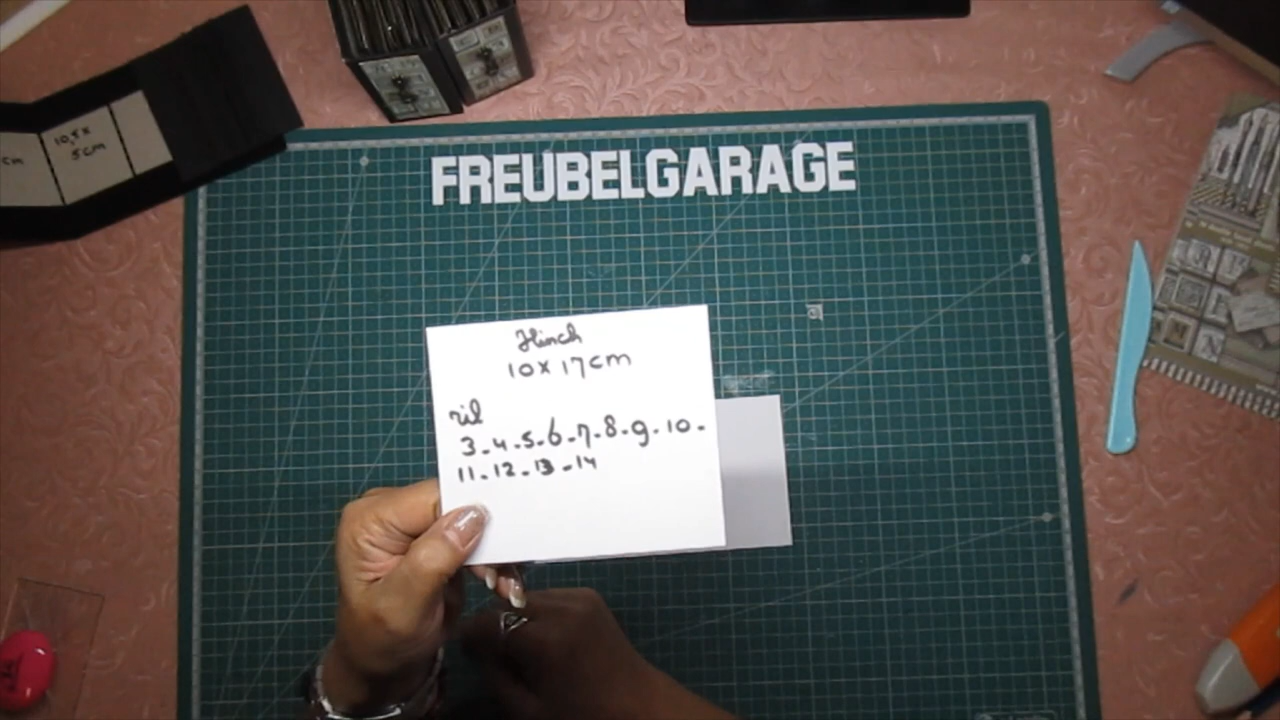 FREUBELGARAGE
cm
10,5 x
5cm
Hinch
10 x 17cm
ril
3.4.5.6.7.8.9.10.
11.12.13.14